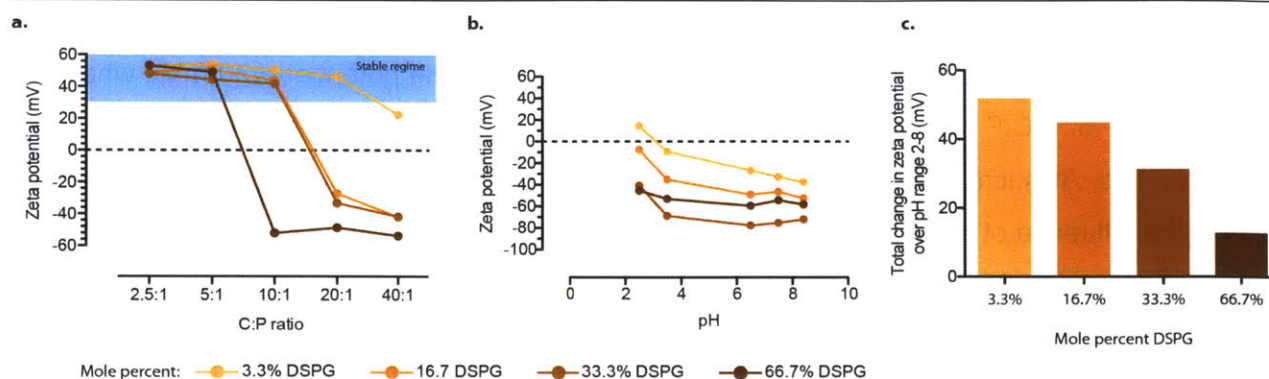 a.
Zeta potential (mV)
60
40
20
0
-20
-40
-60
Stable regime
2.5:1 5:1 10:1 20:1 40:1
C:P ratio
b.
Zeta potential (mV)
60
40
20
0
-20
-40
-60
-80
-100
0 2 4 6 8 10
pH
c.
Total change in zeta potential
over pH range 2-8 (mV)
60
40
20
0
3.3% 16.7% 33.3% 66.7%
Mole percent DSPG
Mole percent: 3.3% DSPG 16.7 DSPG 33.3% DSPG 66.7% DSPG